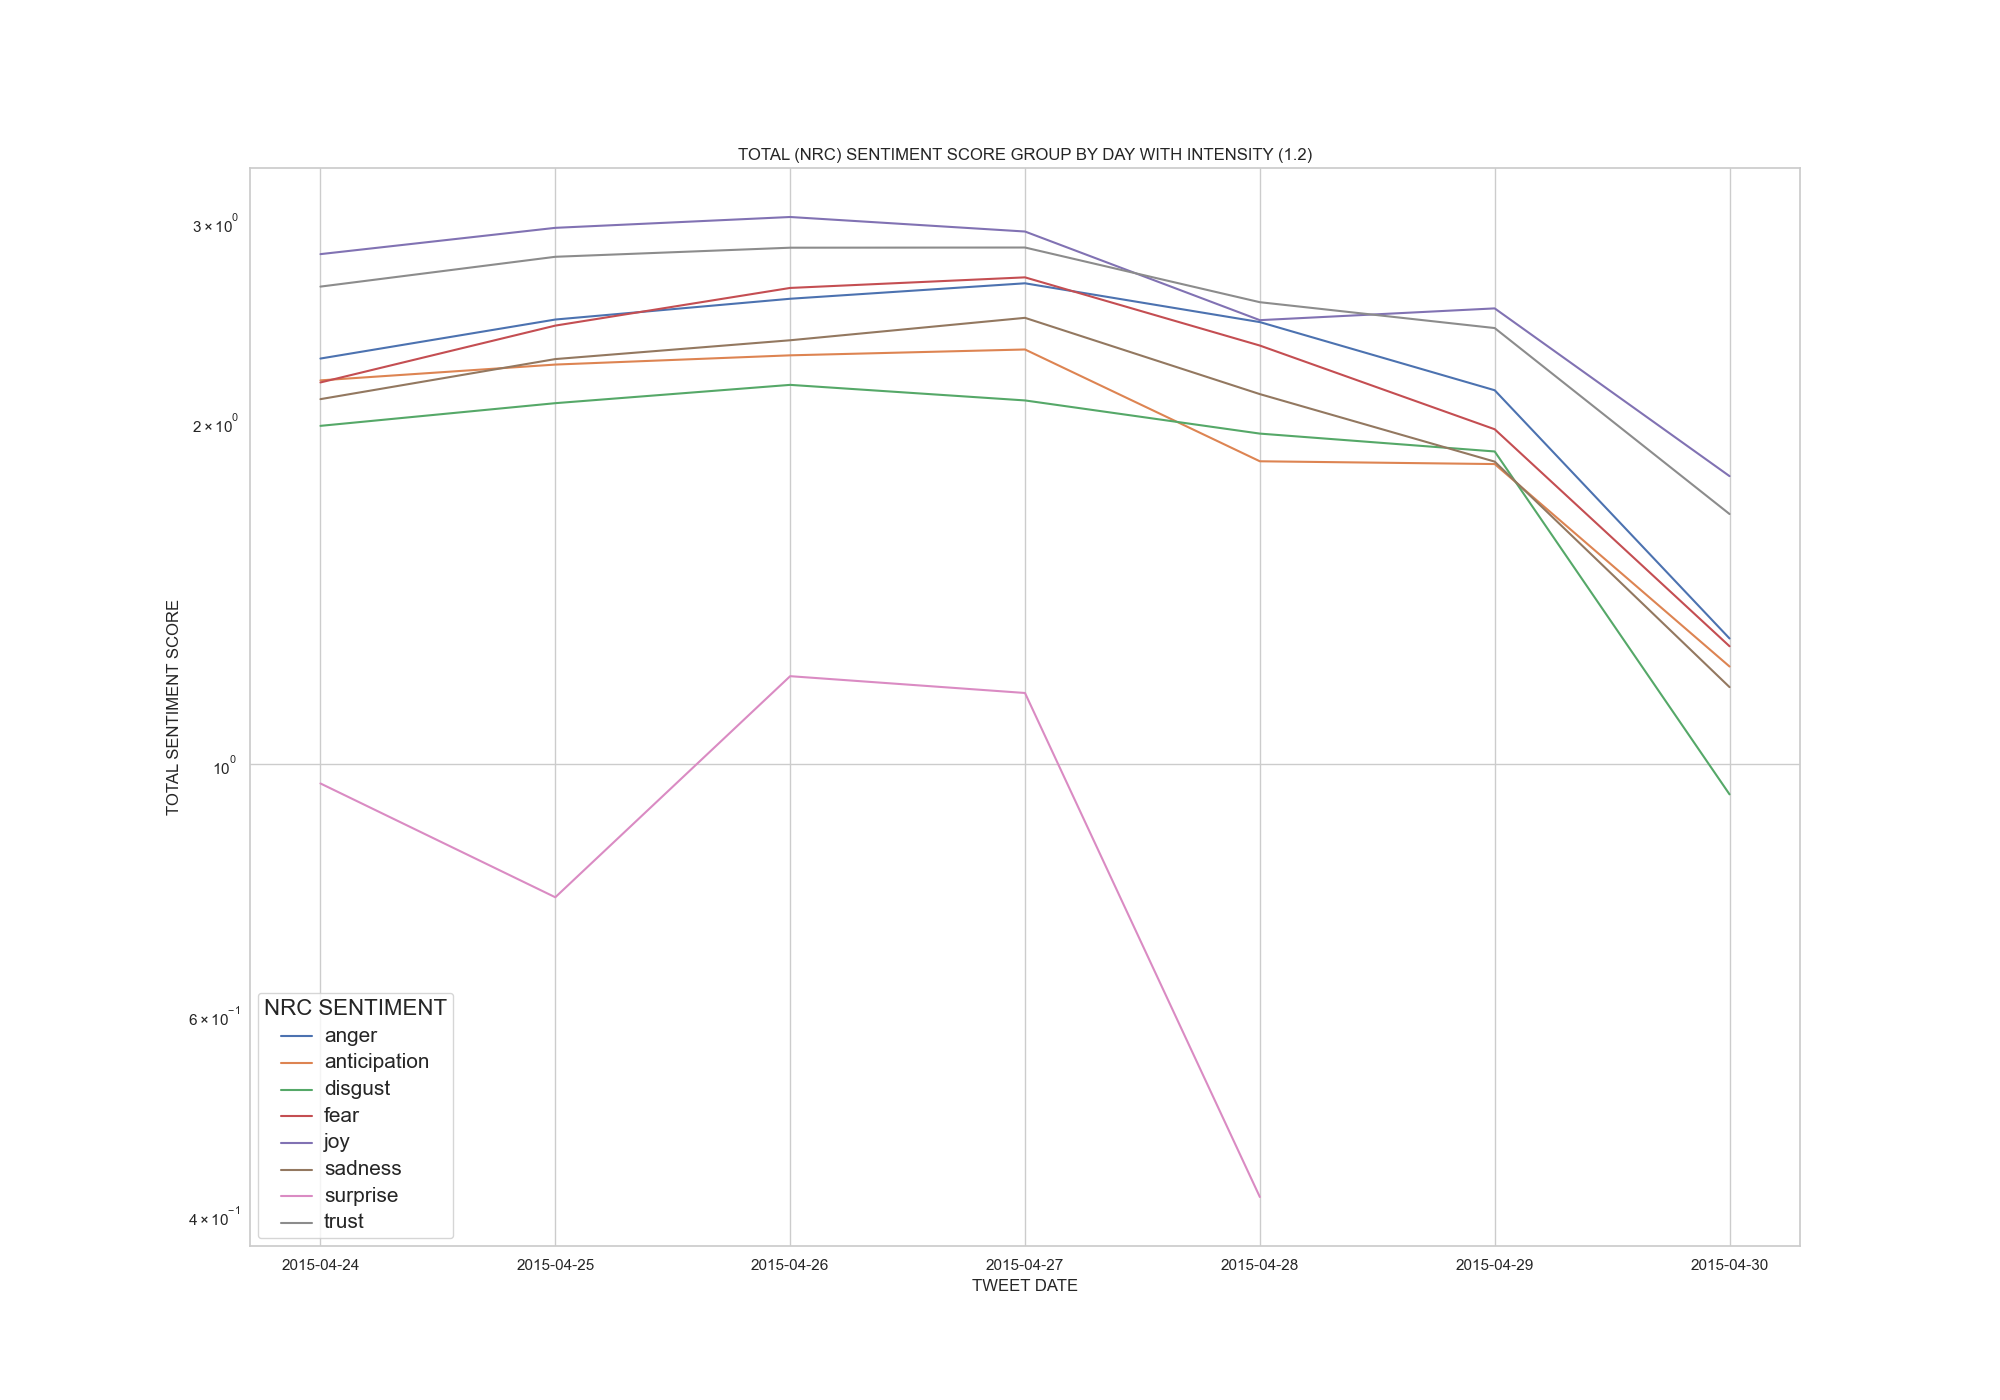 TOTAL (NRC) SENTIMENT SCORE GROUP BY DAY WITH INTENSITY (1.2)
3 × 10⁰
2 × 10⁰
10⁰
6 × 10⁻¹
4 × 10⁻¹
TOTAL SENTIMENT SCORE
NRC SENTIMENT
anger
anticipation
disgust
fear
joy
sadness
surprise
trust
2015-04-24 2015-04-25 2015-04-26 2015-04-27 2015-04-28 2015-04-29 2015-04-30
TWEET DATE